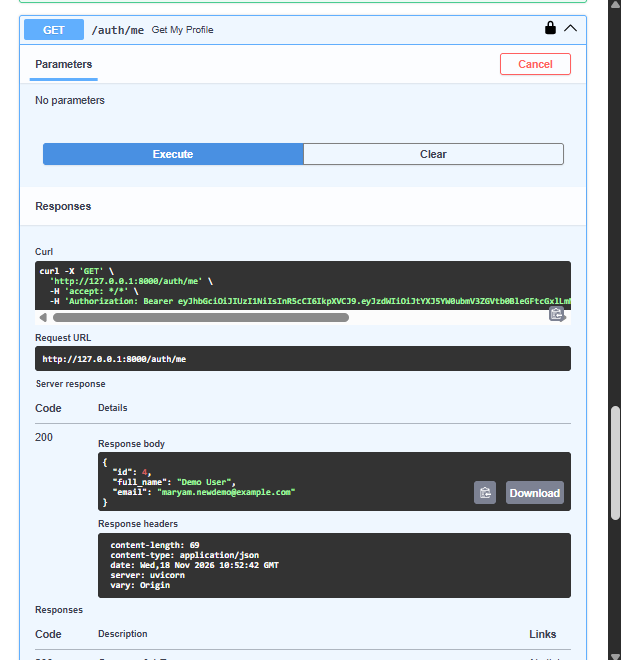 GET /auth/me Get My Profile
Parameters
Cancel
No parameters
Execute
Clear
Responses
Curl
curl -X 'GET' \
'http://127.0.0.1:8000/auth/me' \
-H 'accept: */*' \
-H 'Authorization: Bearer
Request URL
http://127.0.0.1:8000/auth/me
Server response
Code Details
200
Response body
{
"id": 4,
"full_name": "Demo User",
"email": "maryam.newdemo@example.com"
}
Download
Response headers
content-length: 69
content-type: application/json
date: Wed,18 Nov 2026 10:52:42 GMT
server: uvicorn
vary: Origin
Responses
Code Description Links